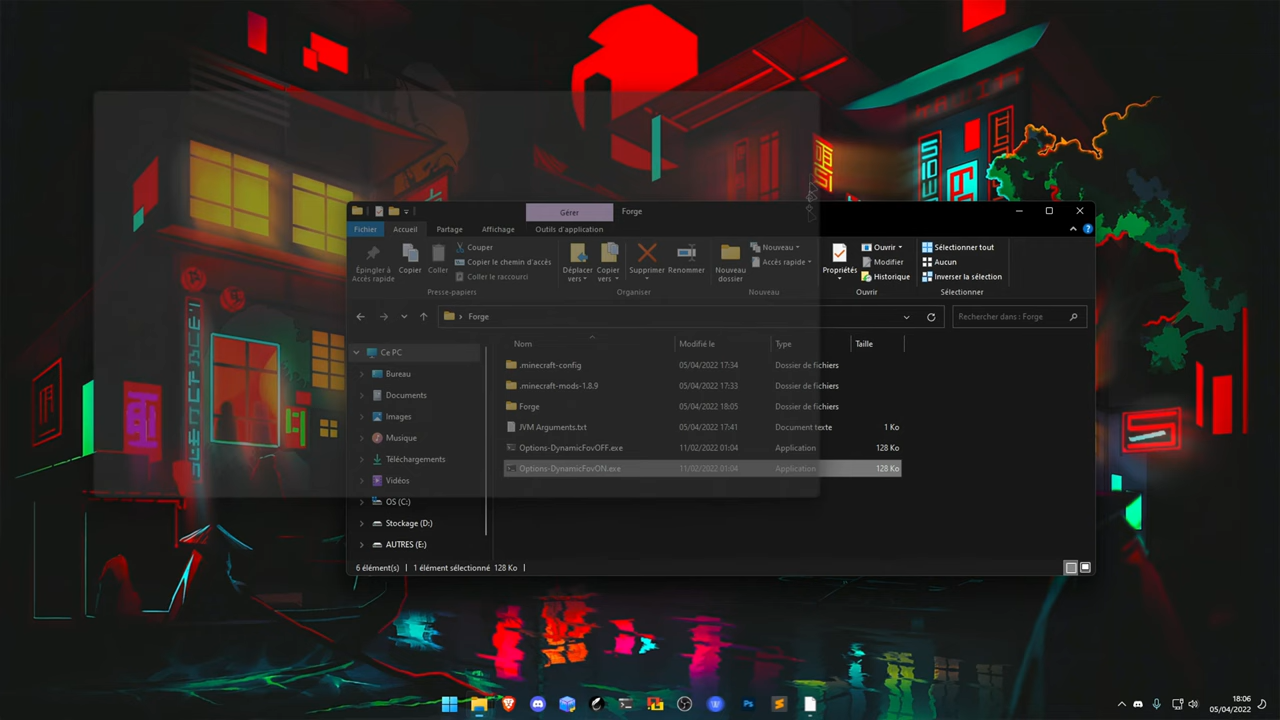 Gérer
Forge
Fichier
Accueil
Partage
Affichage
Outils d'application
Épingler à
Accès rapide
Copier
Coller
Couper
Copier le chemin d'accès
Coller le raccourci
Presse-papiers
Déplacer
vers
Copier
vers
Supprimer
Renommer
Organiser
Nouveau
dossier
Nouveau
Accès rapide
Nouveau
Propriétés
Ouvrir
Modifier
Historique
Ouvrir
Sélectionner tout
Aucun
Inverser la sélection
Sélectionner
Forge
Rechercher dans : Forge
Nom
Modifié le
Type
Taille
Ce PC
Bureau
Documents
Images
Musique
Téléchargements
Vidéos
OS (C:)
Stockage (D:)
AUTRES (E:)
.minecraft-config 05/04/2022 17:34 Dossier de fichiers
.minecraft-mods-1.8.9 05/04/2022 17:33 Dossier de fichiers
Forge 05/04/2022 18:05 Dossier de fichiers
JVM Arguments.txt 05/04/2022 17:41 Document texte 1 Ko
Options-DynamicFovOFF.exe 11/02/2022 01:04 Application 128 Ko
Options-DynamicFovON.exe 11/02/2022 01:04 Application 128 Ko
6 élément(s) 1 élément sélectionné 128 Ko
18:06
05/04/2022